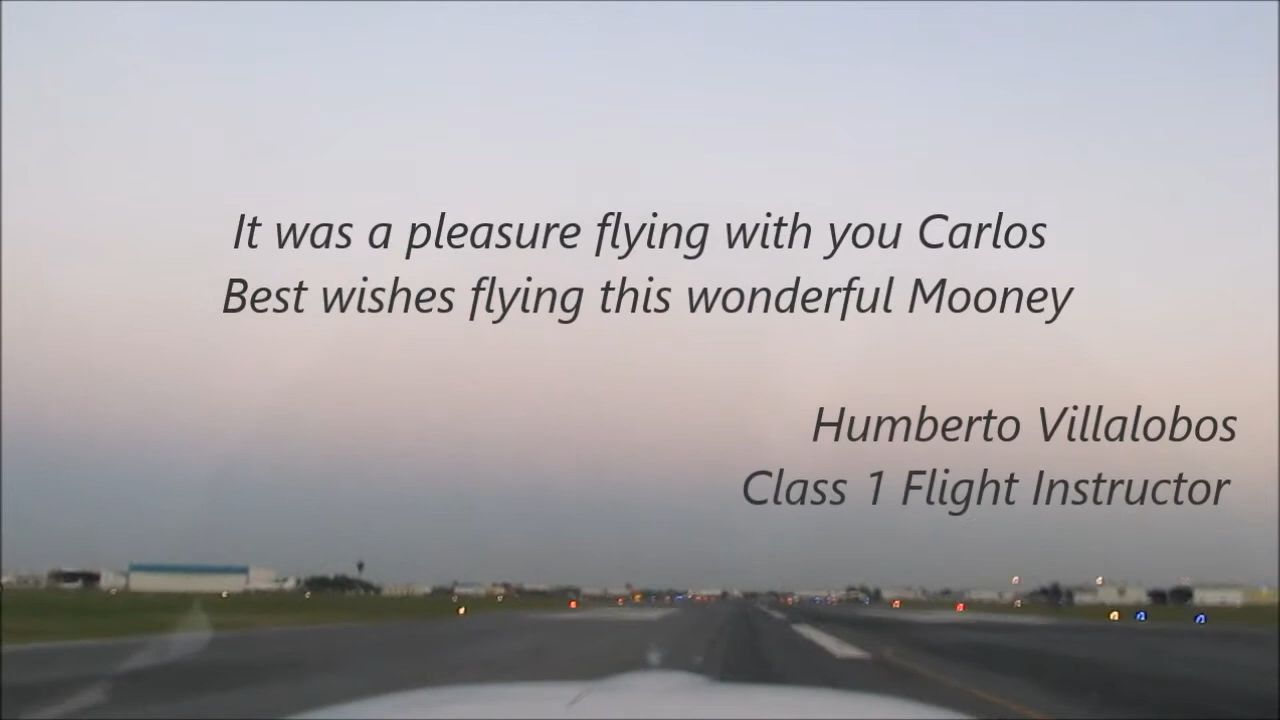 It was a pleasure flying with you Carlos
Best wishes flying this wonderful Mooney
Humberto Villalobos
Class 1 Flight Instructor